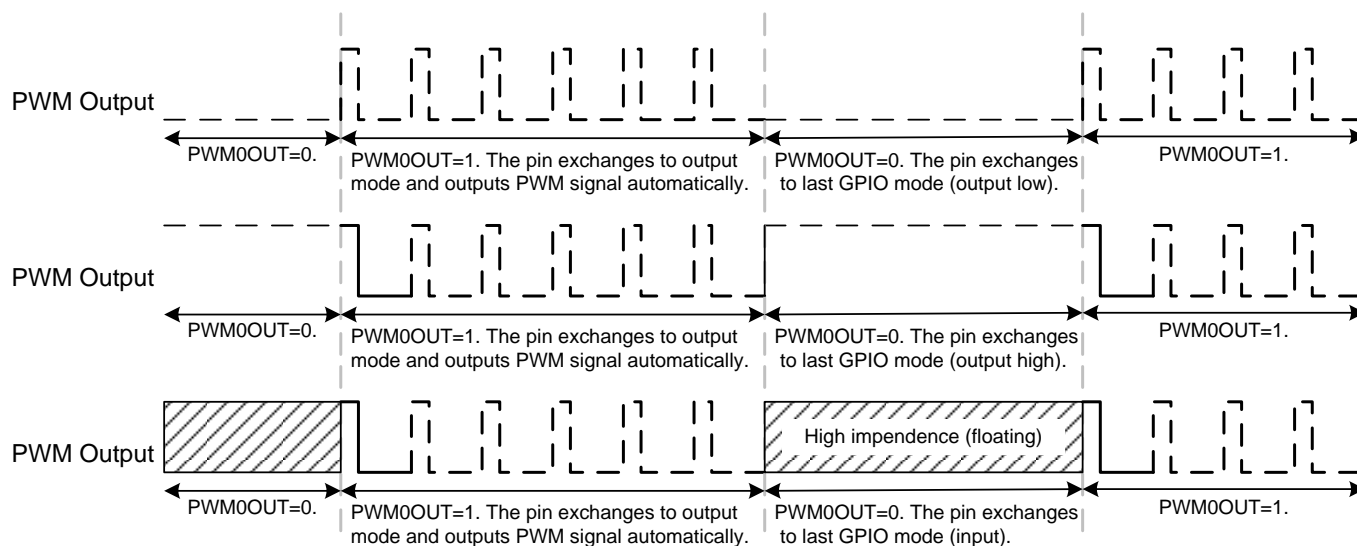 PWM Output
PWM0OUT=0.
PWM0OUT=1. The pin exchanges to output
mode and outputs PWM signal automatically.
PWM0OUT=0. The pin exchanges
to last GPIO mode (output low).
PWM0OUT=1.
PWM Output
PWM0OUT=0.
PWM0OUT=1. The pin exchanges to output
mode and outputs PWM signal automatically.
PWM0OUT=0. The pin exchanges
to last GPIO mode (output high).
PWM0OUT=1.
PWM Output
High impendence (floating)
PWM0OUT=0.
PWM0OUT=1. The pin exchanges to output
mode and outputs PWM signal automatically.
PWM0OUT=0. The pin exchanges
to last GPIO mode (input).
PWM0OUT=1.